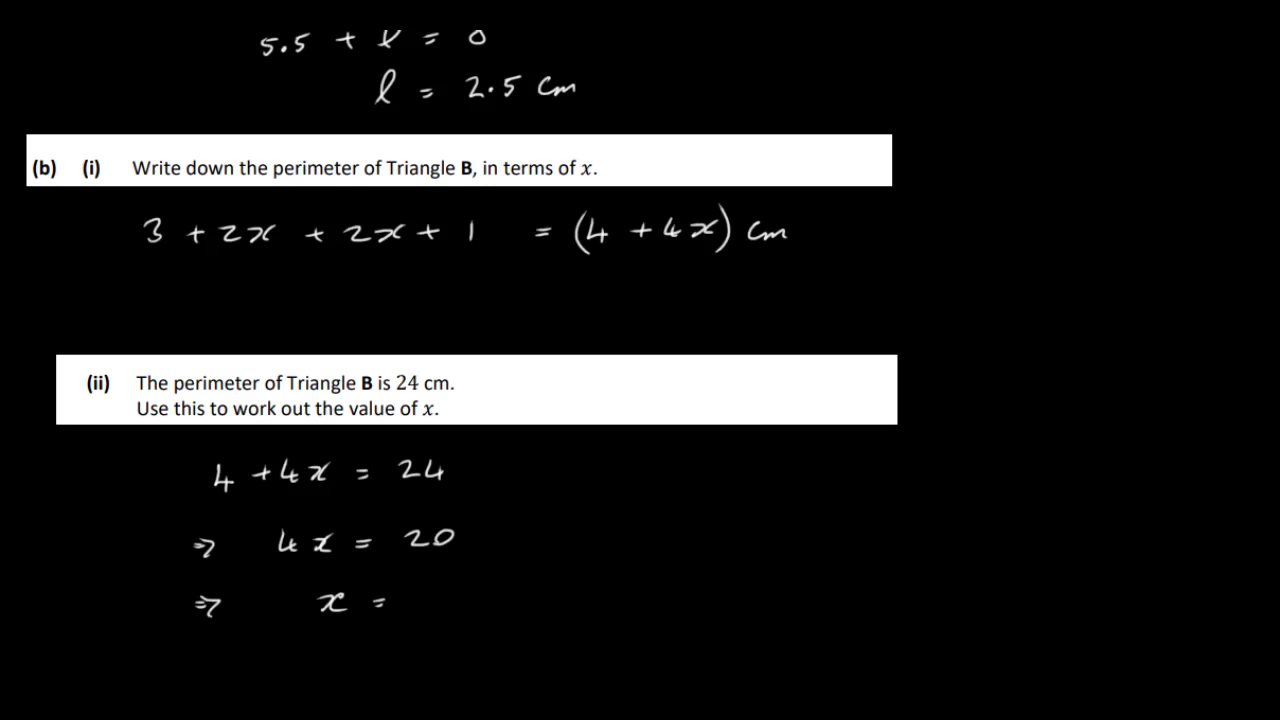 5.5 + l = 0
l = 2.5 cm
(b) (i) Write down the perimeter of Triangle B, in terms of x.
3 + 2x + 2x + 1 = (4 + 4x) cm
(ii) The perimeter of Triangle B is 24 cm.
Use this to work out the value of x.
4 + 4x = 24
⇒ 4x = 20
⇒ x =